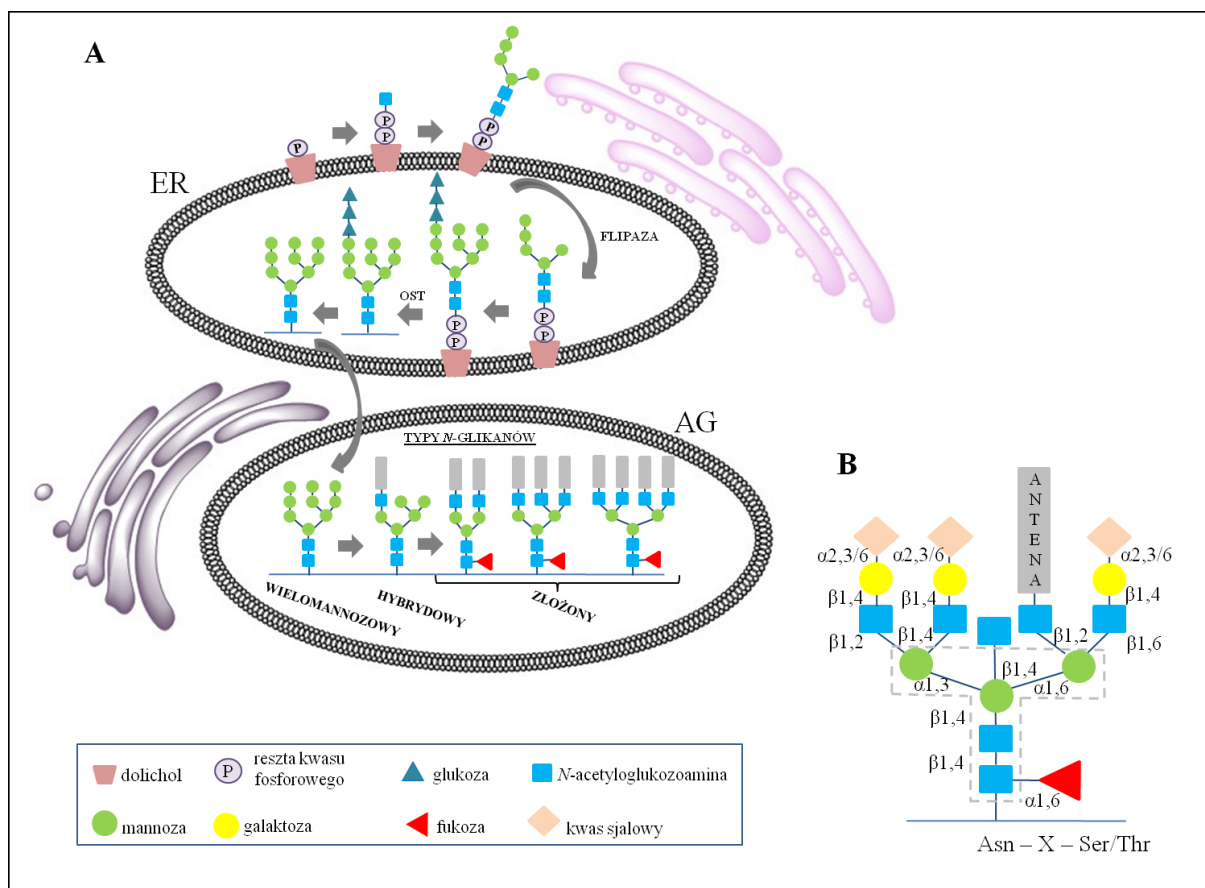 A
P
P
P
P
P
ER
FLIPAZA
OST
P
P
P
P
AG
TYPY N-GLIKANÓW
WIELOMANNOZOWY
HYBRYDOWY
ZŁOŻONY
B
ANTENA
α2,3/6
α2,3/6
α2,3/6
β1,4
β1,4
β1,4
β1,2
β1,4
β1,2
β1,6
α1,3
β1,4
α1,6
β1,4
β1,4
α1,6
Asn – X – Ser/Thr
dolichol
P
reszta kwasu
fosforowego
glukoza
N-acetyloglukozoamina
mannoza
galaktoza
fukoza
kwas sjalowy